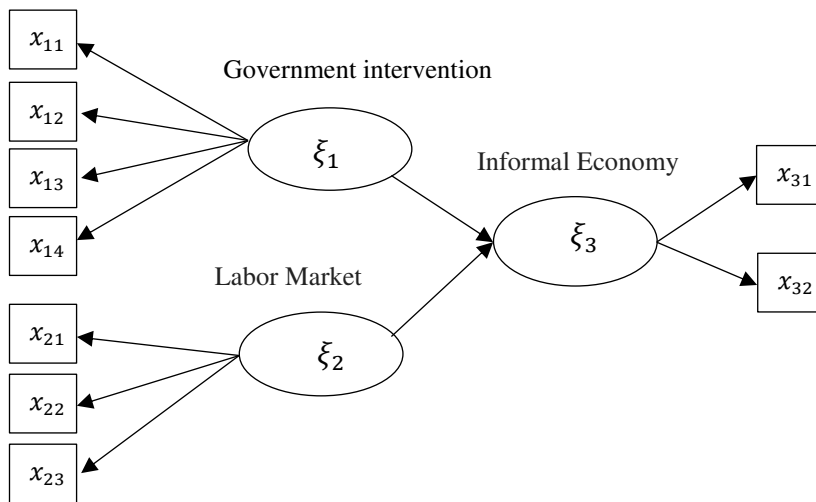 x₁₁
Government intervention
x₁₂
ξ₁
x₁₃
Informal Economy
x₃₁
x₁₄
ξ₃
Labor Market
x₃₂
x₂₁
ξ₂
x₂₂
x₂₃